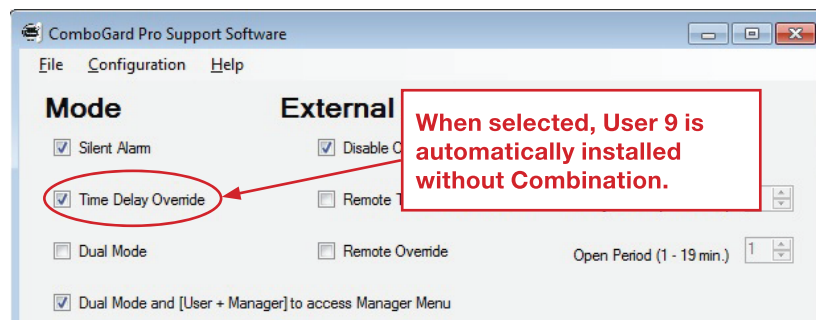 ComboGard Pro Support Software
File Configuration Help
Mode
External
When selected, User 9 is
automatically installed
without Combination.
Silent Alarm
Disable
Time Delay Override
Remote
Dual Mode
Remote Override
Open Period (1 - 19 min.) 1
Dual Mode and [User + Manager] to access Manager Menu